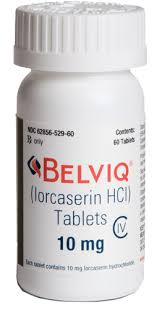 NDC 62856-529-60
Contents:
60 Tablets
℞ only
BELVIQ®
(lorcaserin HCl)
Tablets
CIV
10 mg
Each tablet contains 10 mg lorcaserin hydrochloride.